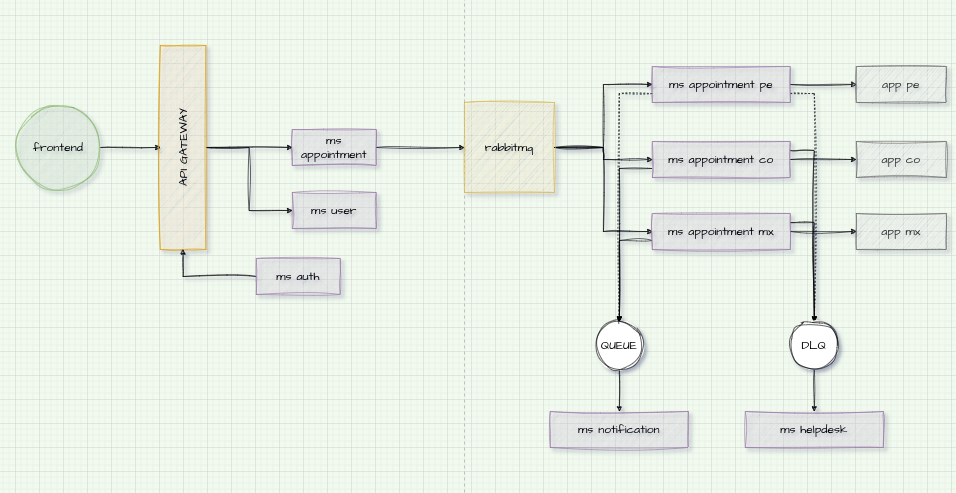 frontend
API GATEWAY
ms
appointment
ms user
ms auth
rabbitmq
ms appointment pe
ms appointment co
ms appointment mx
app pe
app co
app mx
QUEUE
DLQ
ms notification
ms helpdesk